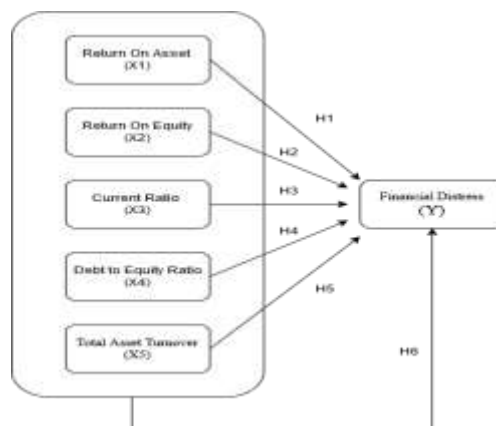 Return On Asset
(X1)
H1
Return On Equity
(X2)
H2
Current Ratio
(X3)
H3
Financial Distress
(Y)
Debt to Equity Ratio
(X4)
H4
H5
Total Asset Turnover
(X5)
H6